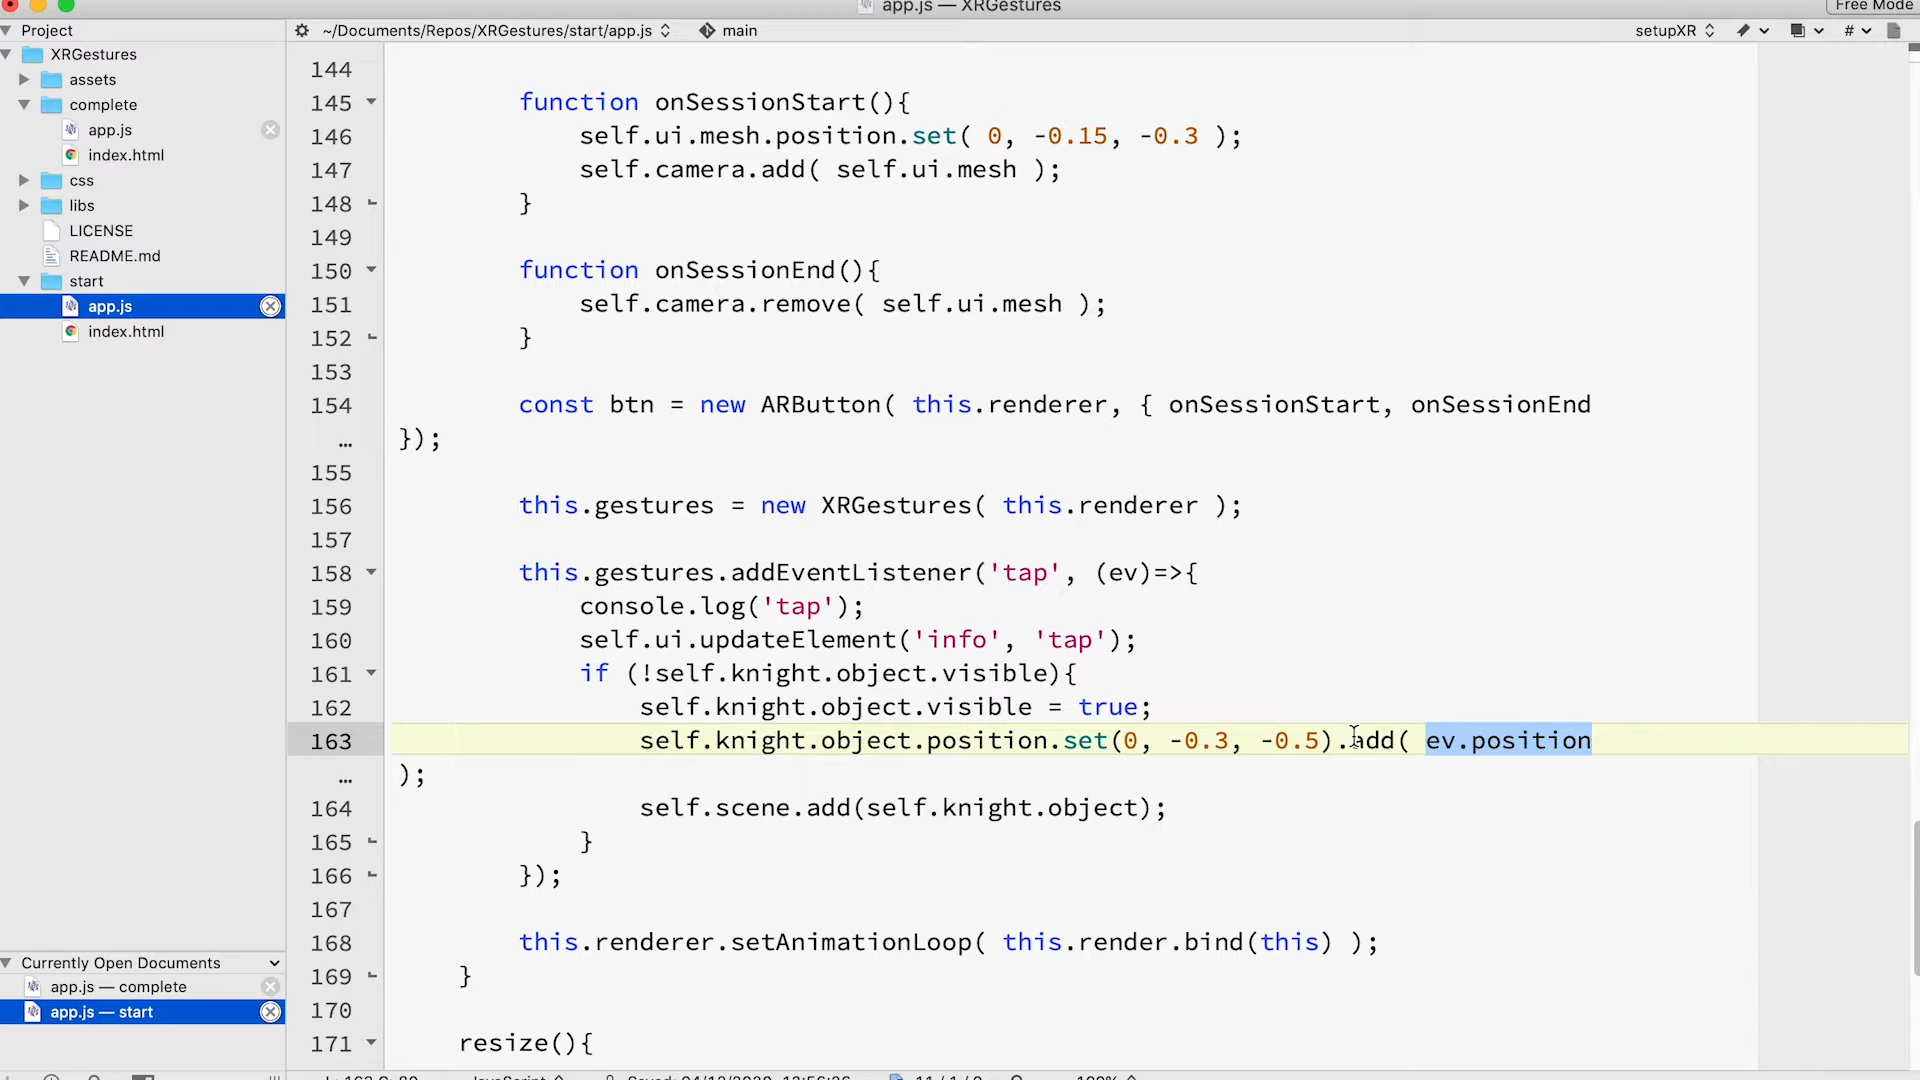 app.js — XRGestures
Free Mode
Project
~/Documents/Repos/XRGestures/start/app.js
main
setupXR
#
XRGestures
assets
complete
app.js
index.html
css
libs
LICENSE
README.md
start
app.js
index.html
144
145 function onSessionStart(){
146 self.ui.mesh.position.set( 0, -0.15, -0.3 );
147 self.camera.add( self.ui.mesh );
148 }
149
150 function onSessionEnd(){
151 self.camera.remove( self.ui.mesh );
152 }
153
154 const btn = new ARButton( this.renderer, { onSessionStart, onSessionEnd
… });
155
156 this.gestures = new XRGestures( this.renderer );
157
158 this.gestures.addEventListener('tap', (ev)=>{
159 console.log('tap');
160 self.ui.updateElement('info', 'tap');
161 if (!self.knight.object.visible){
162 self.knight.object.visible = true;
163 self.knight.object.position.set(0, -0.3, -0.5).add( ev.position
… );
164 self.scene.add(self.knight.object);
165 }
166 });
167
168 this.renderer.setAnimationLoop( this.render.bind(this) );
169 }
170
171 resize(){
Currently Open Documents
app.js — complete
app.js — start